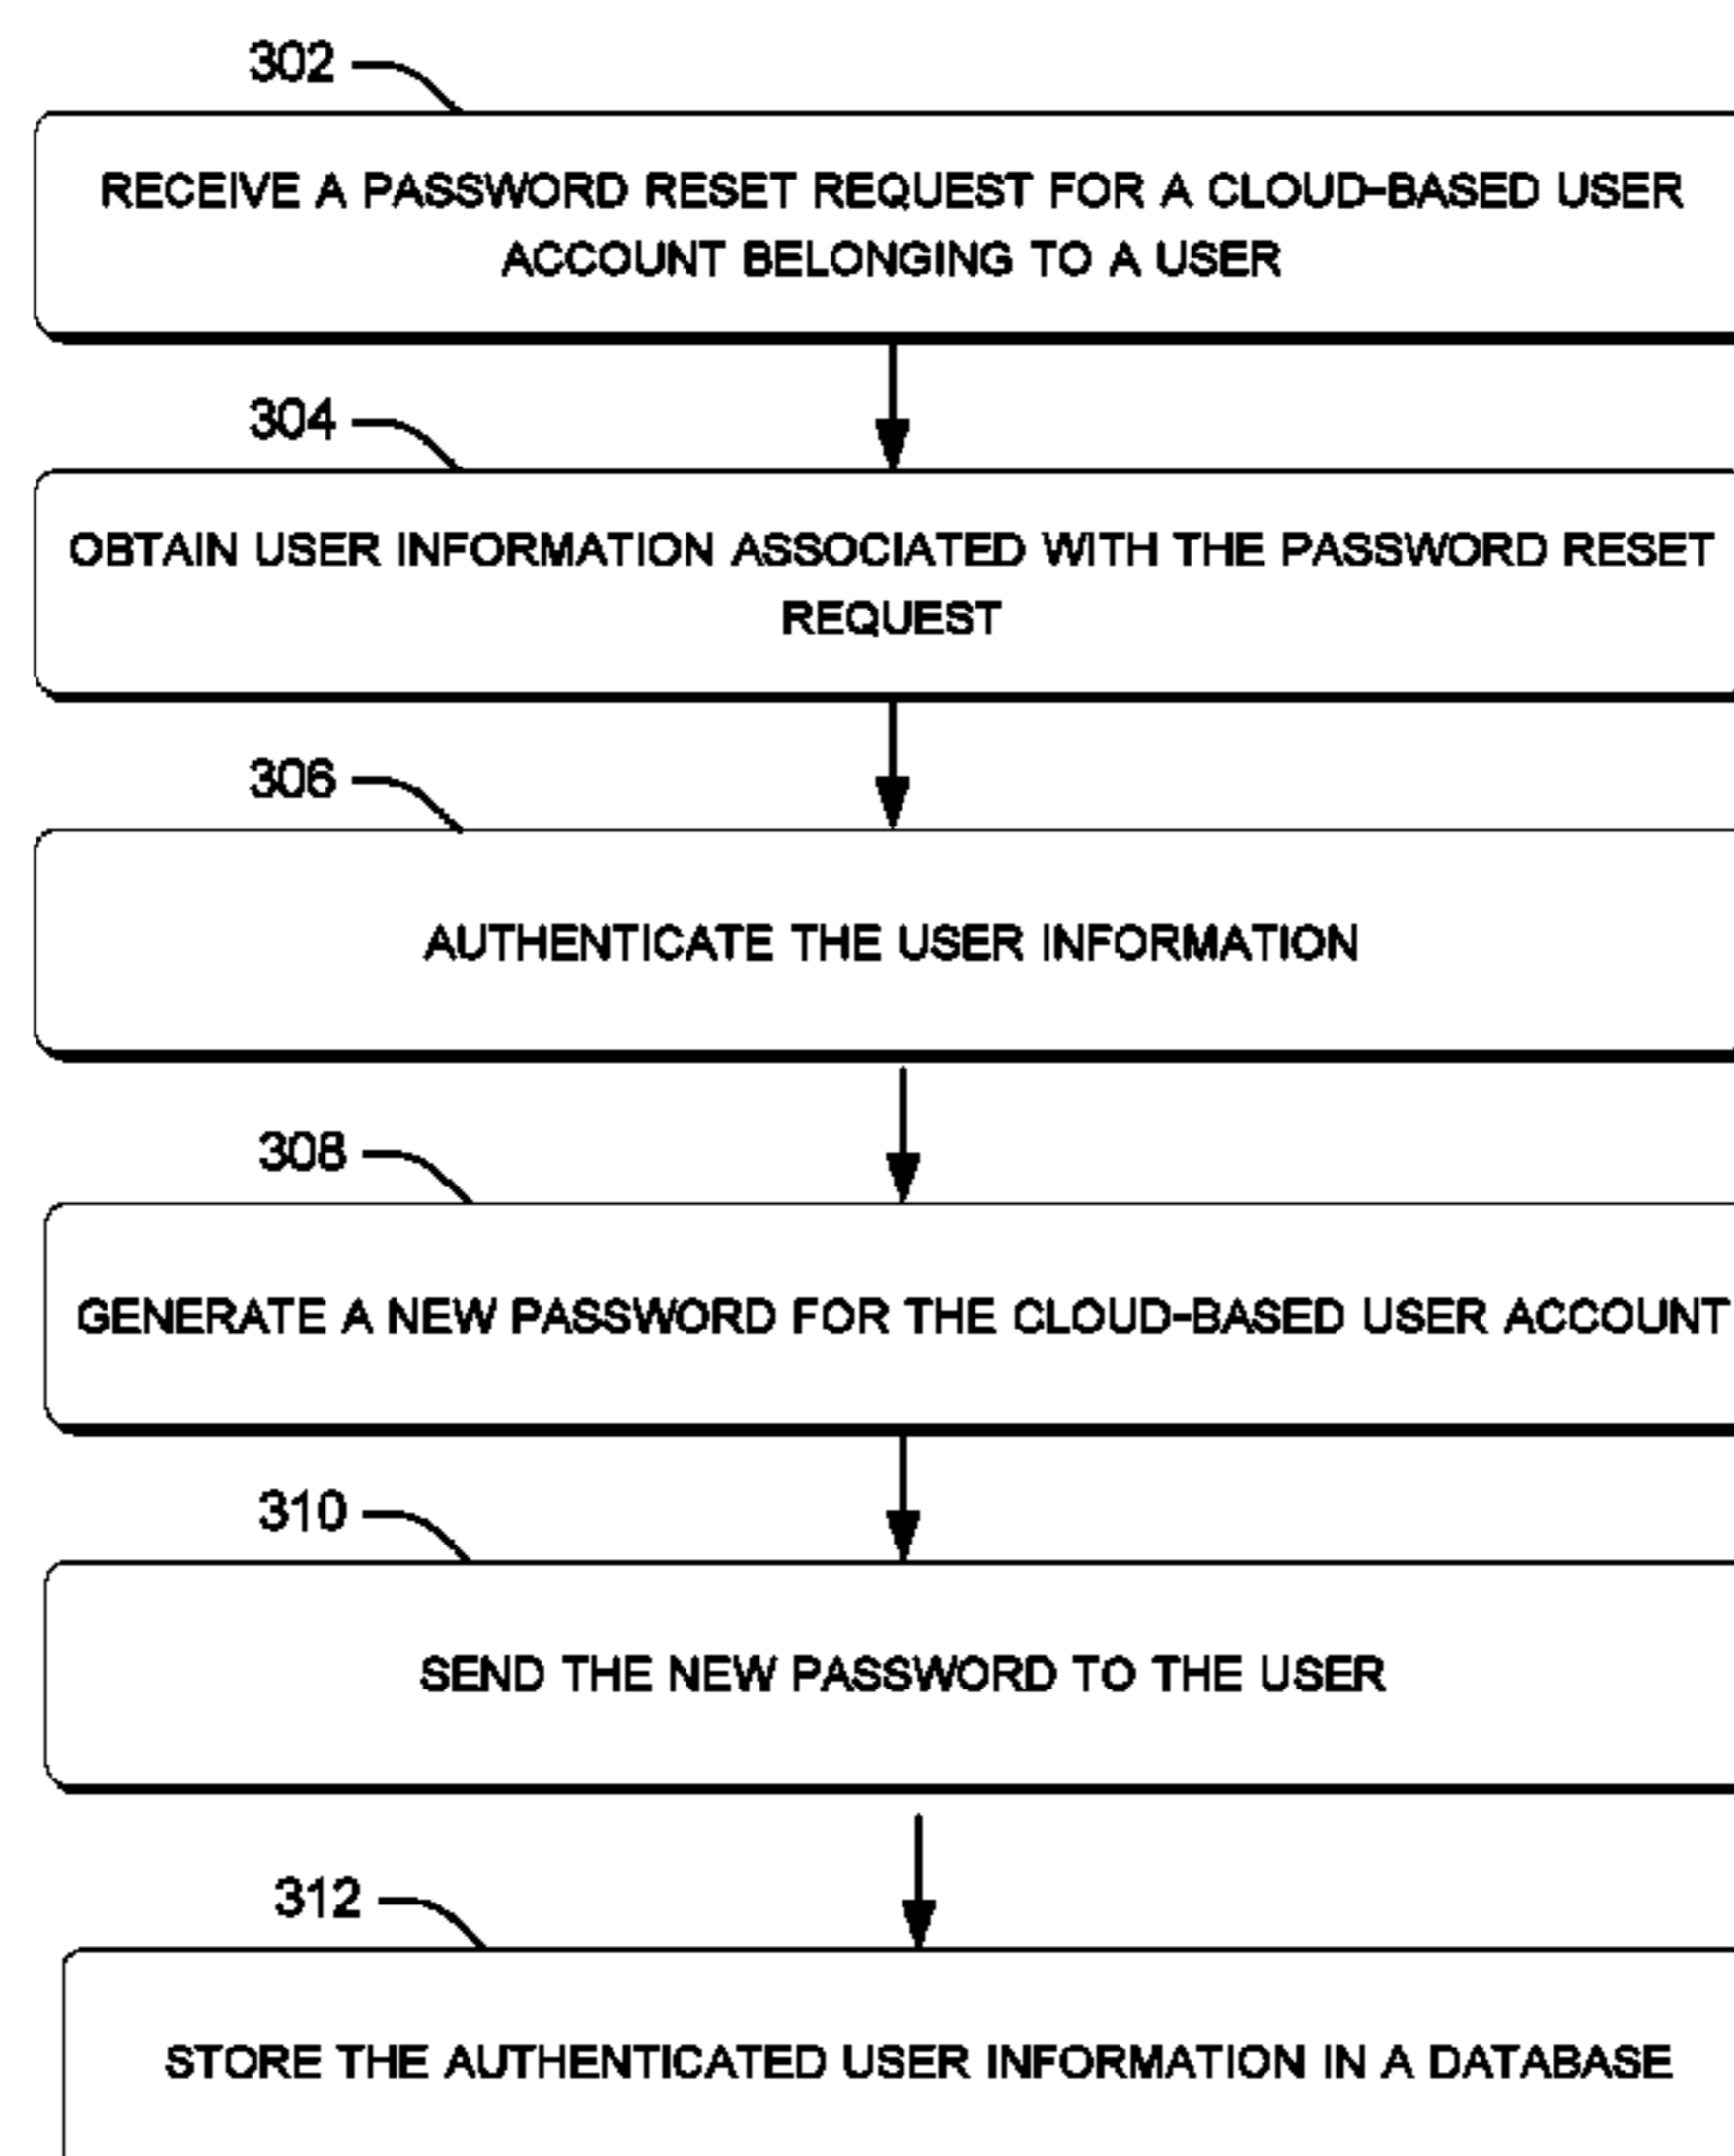 302
RECEIVE A PASSWORD RESET REQUEST FOR A CLOUD-BASED USER
ACCOUNT BELONGING TO A USER
304
OBTAIN USER INFORMATION ASSOCIATED WITH THE PASSWORD RESET
REQUEST
306
AUTHENTICATE THE USER INFORMATION
308
GENERATE A NEW PASSWORD FOR THE CLOUD-BASED USER ACCOUNT
310
SEND THE NEW PASSWORD TO THE USER
312
STORE THE AUTHENTICATED USER INFORMATION IN A DATABASE